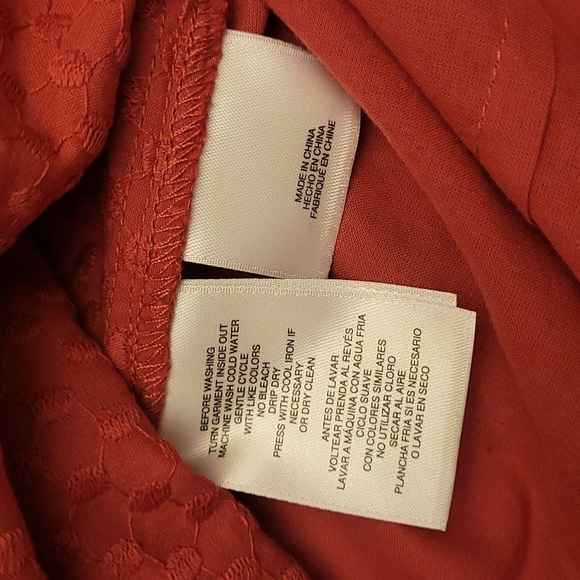 MADE IN CHINA
HECHO EN CHINA
FABRIQUÉ EN CHINE
BEFORE WASHING
TURN GARMENT INSIDE OUT
MACHINE WASH COLD WATER
GENTLE CYCLE
WITH LIKE COLORS
NO BLEACH
DRIP DRY
PRESS WITH COOL IRON IF
NECESSARY
OR DRY CLEAN
ANTES DE LAVAR
VOLTEAR PRENDA AL REVÉS
LAVAR A MÁQUINA CON AGUA FRIA
CICLO SUAVE
CON COLORES SIMILARES
NO UTILIZAR CLORO
SECAR AL AIRE
PLANCHA FRIA SI ES NECESARIO
O LAVAR EN SECO